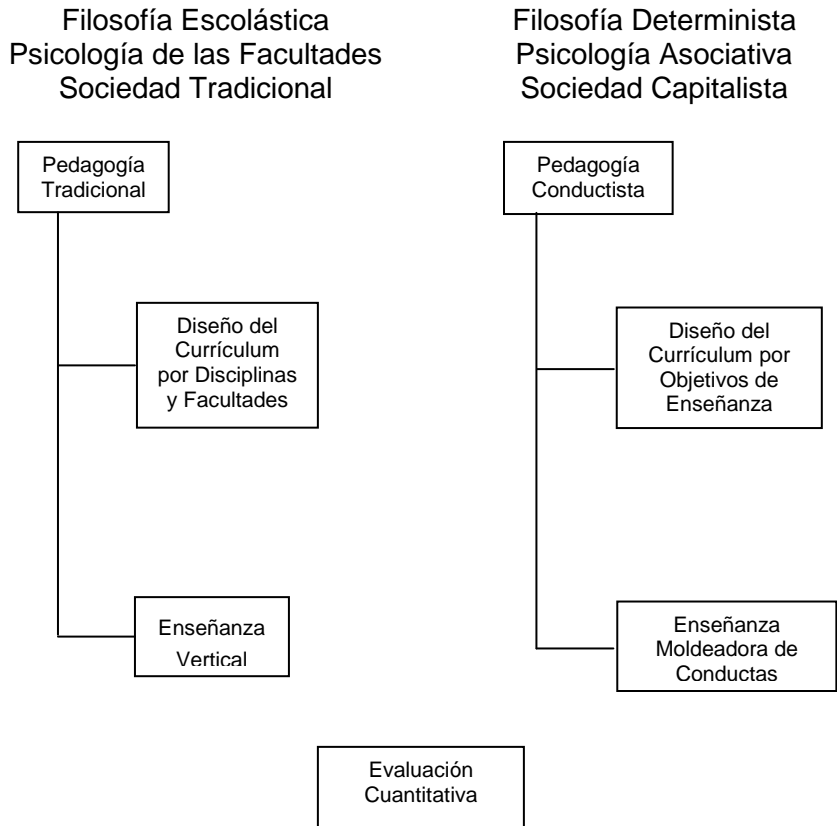 Filosofía Escolástica
Psicología de las Facultades
Sociedad Tradicional
Filosofía Determinista
Psicología Asociativa
Sociedad Capitalista
Pedagogía
Tradicional
Diseño del
Currículum
por Disciplinas
y Facultades
Enseñanza
Vertical
Pedagogía
Conductista
Diseño del
Currículum por
Objetivos de
Enseñanza
Enseñanza
Moldeadora de
Conductas
Evaluación
Cuantitativa